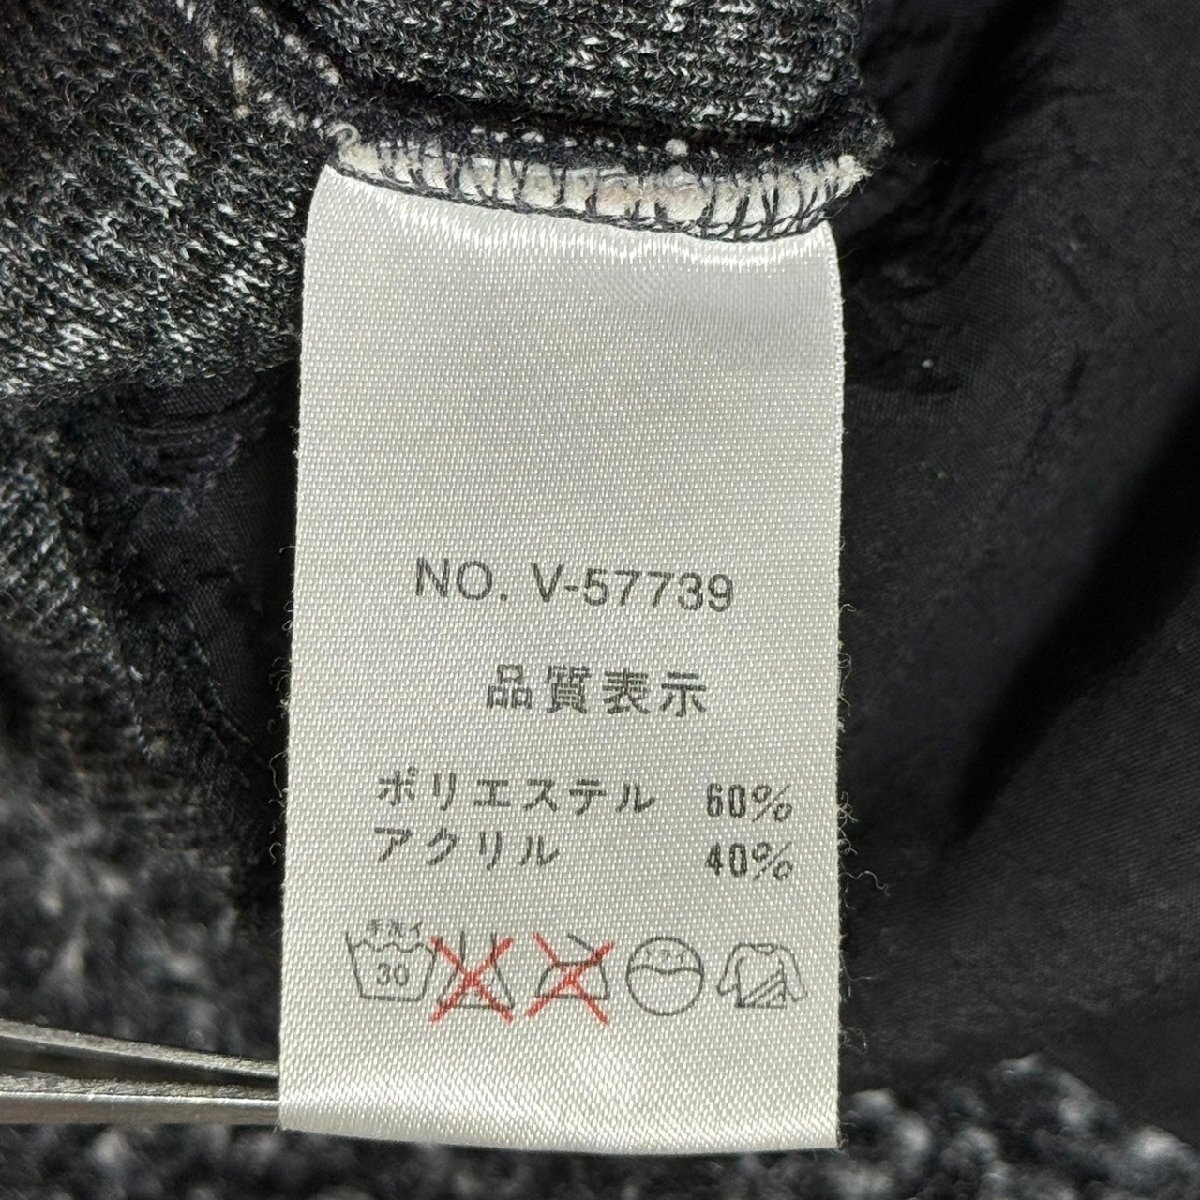 NO. V-57739
品質表示
ポリエステル 60%
アクリル 40%
手洗イ
30